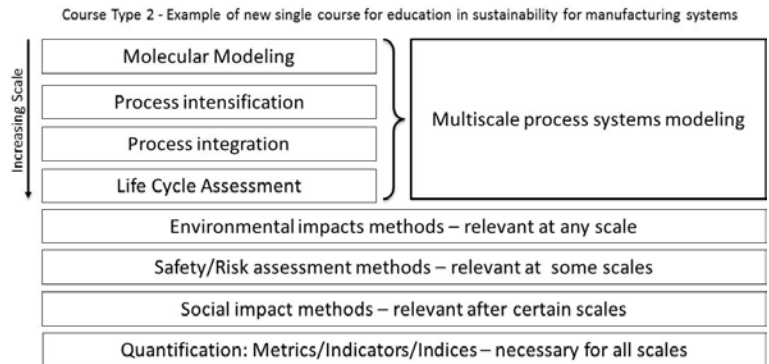 Course Type 2 - Example of new single course for education in sustainability for manufacturing systems
Increasing Scale
Molecular Modeling
Process intensification
Process integration
Life Cycle Assessment
Multiscale process systems modeling
Environmental impacts methods – relevant at any scale
Safety/Risk assessment methods – relevant at some scales
Social impact methods – relevant after certain scales
Quantification: Metrics/Indicators/Indices – necessary for all scales